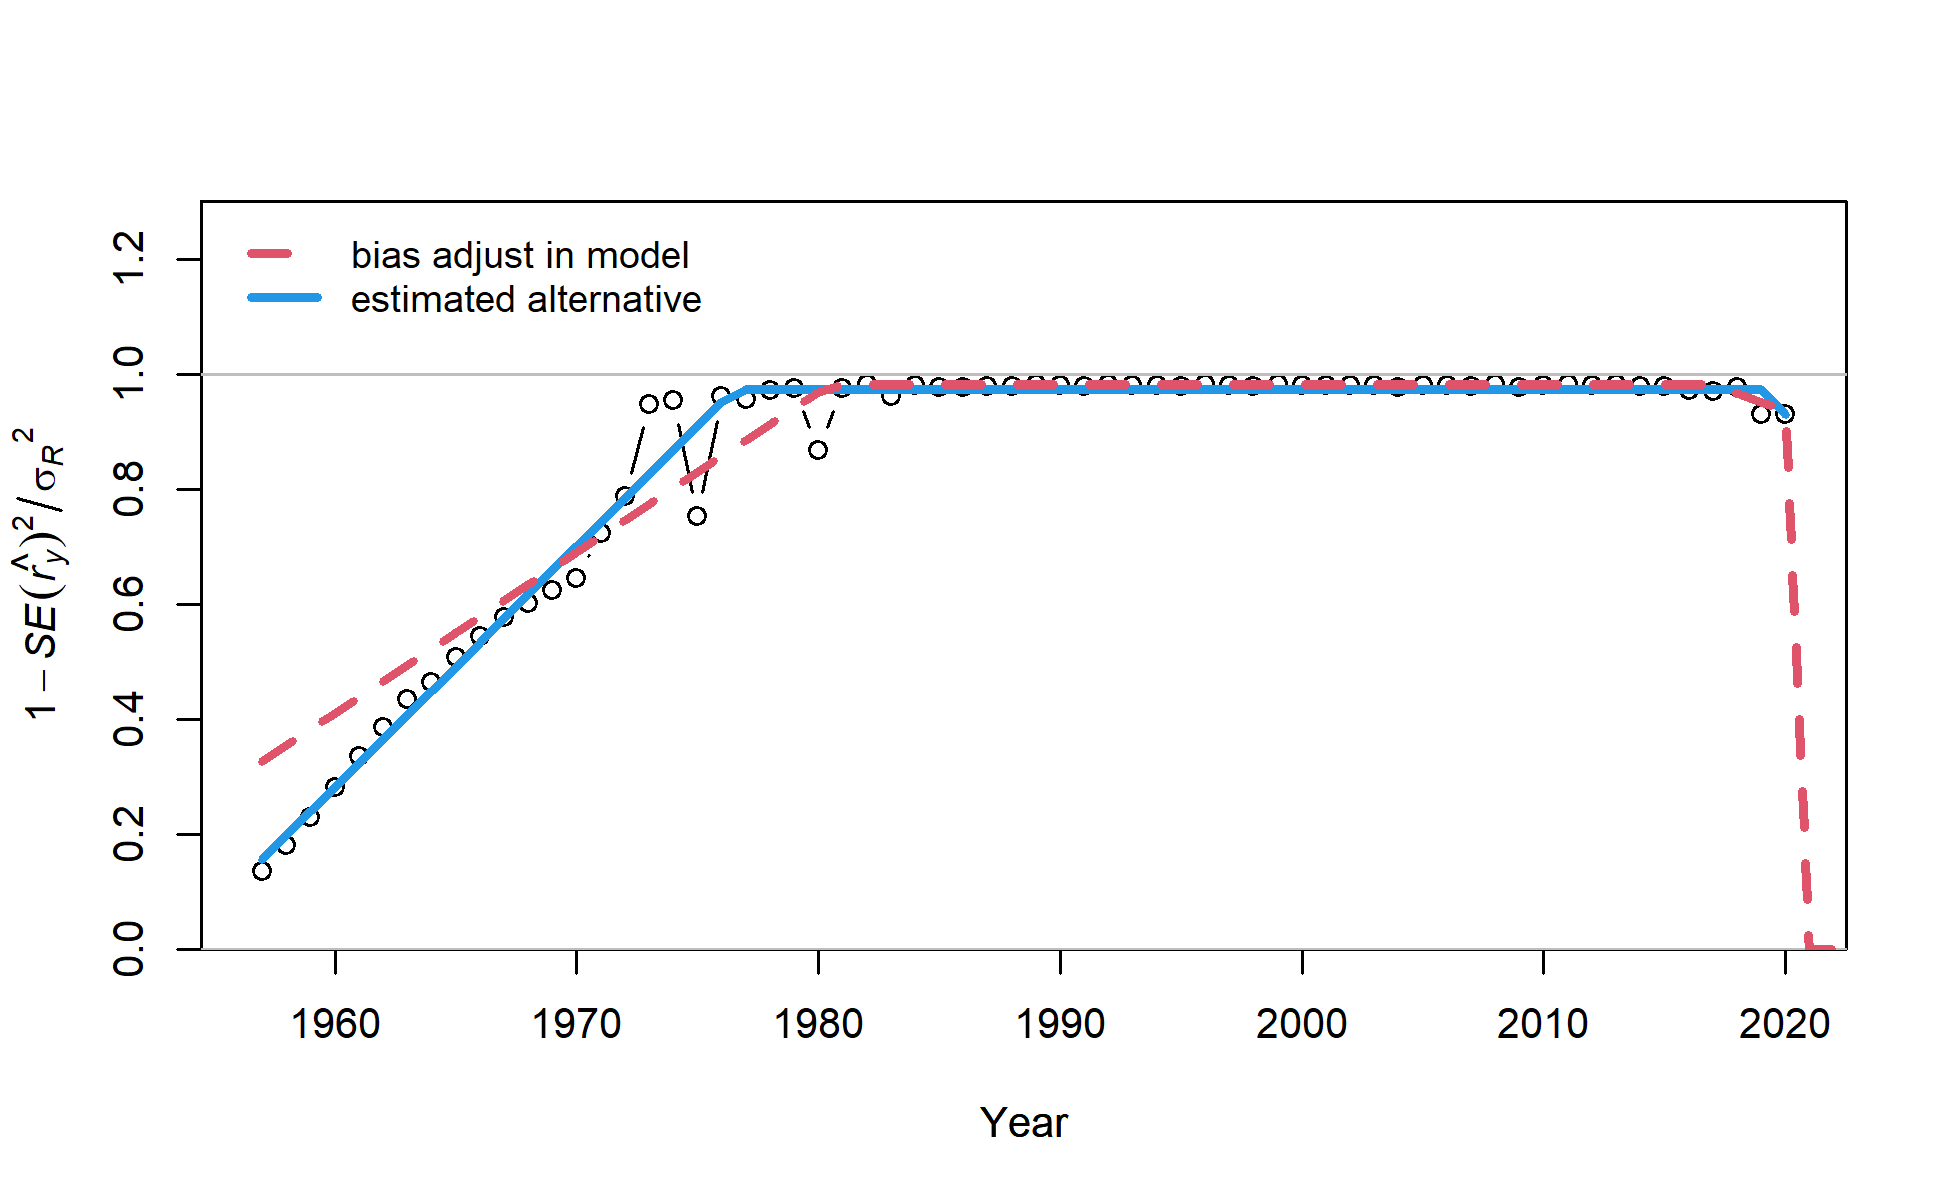 bias adjust in model
estimated alternative
1 − SE(r̂y)² / σR²
1.2
1.0
0.8
0.6
0.4
0.2
0.0
1960 1970 1980 1990 2000 2010 2020
Year